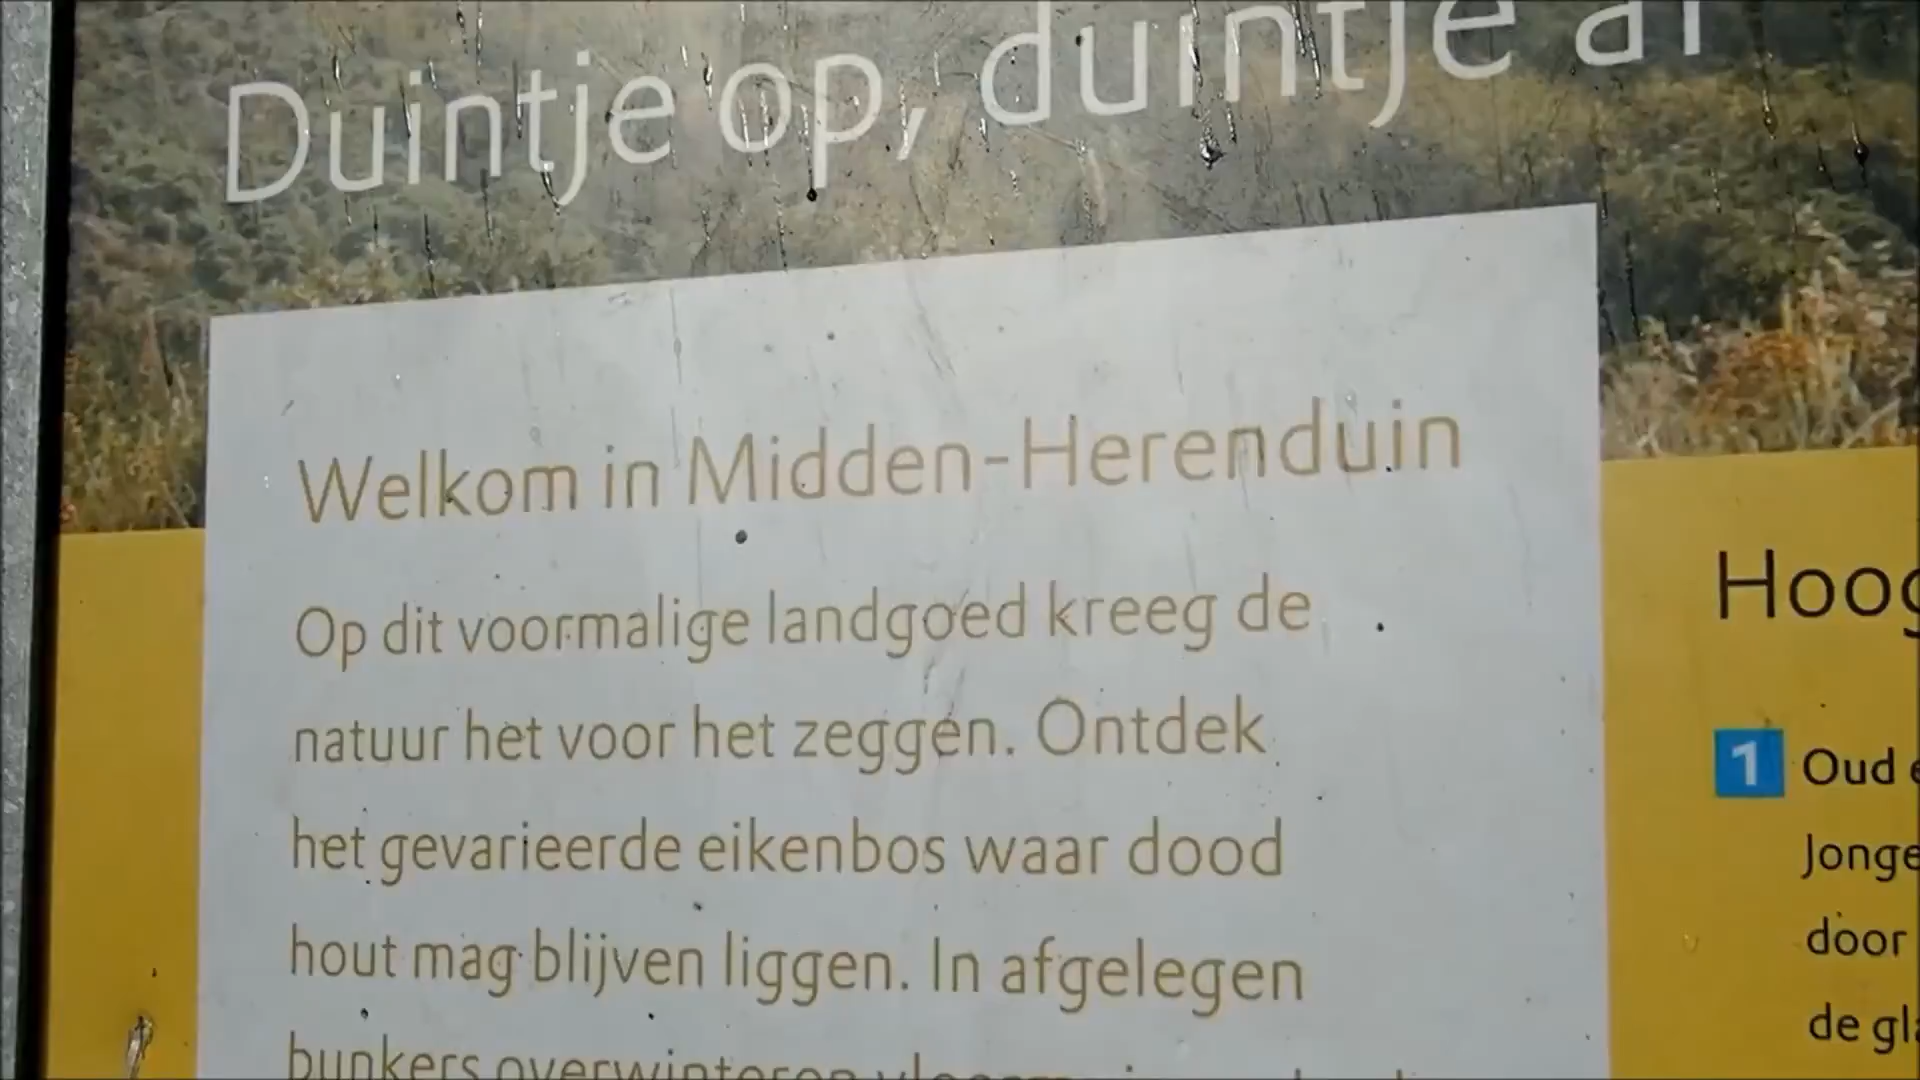 Duintje op, duintje af
Welkom in Midden-Herenduin
Op dit voormalige landgoed kreeg de
natuur het voor het zeggen. Ontdek
het gevarieerde eikenbos waar dood
hout mag blijven liggen. In afgelegen
bunkers overwinteren
Hoog
1 Oud
Jonge
door
de gla